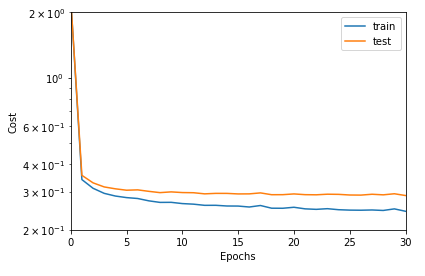 2 × 10⁰
10⁰
6 × 10⁻¹
4 × 10⁻¹
3 × 10⁻¹
2 × 10⁻¹
Cost
train
test
0 5 10 15 20 25 30
Epochs